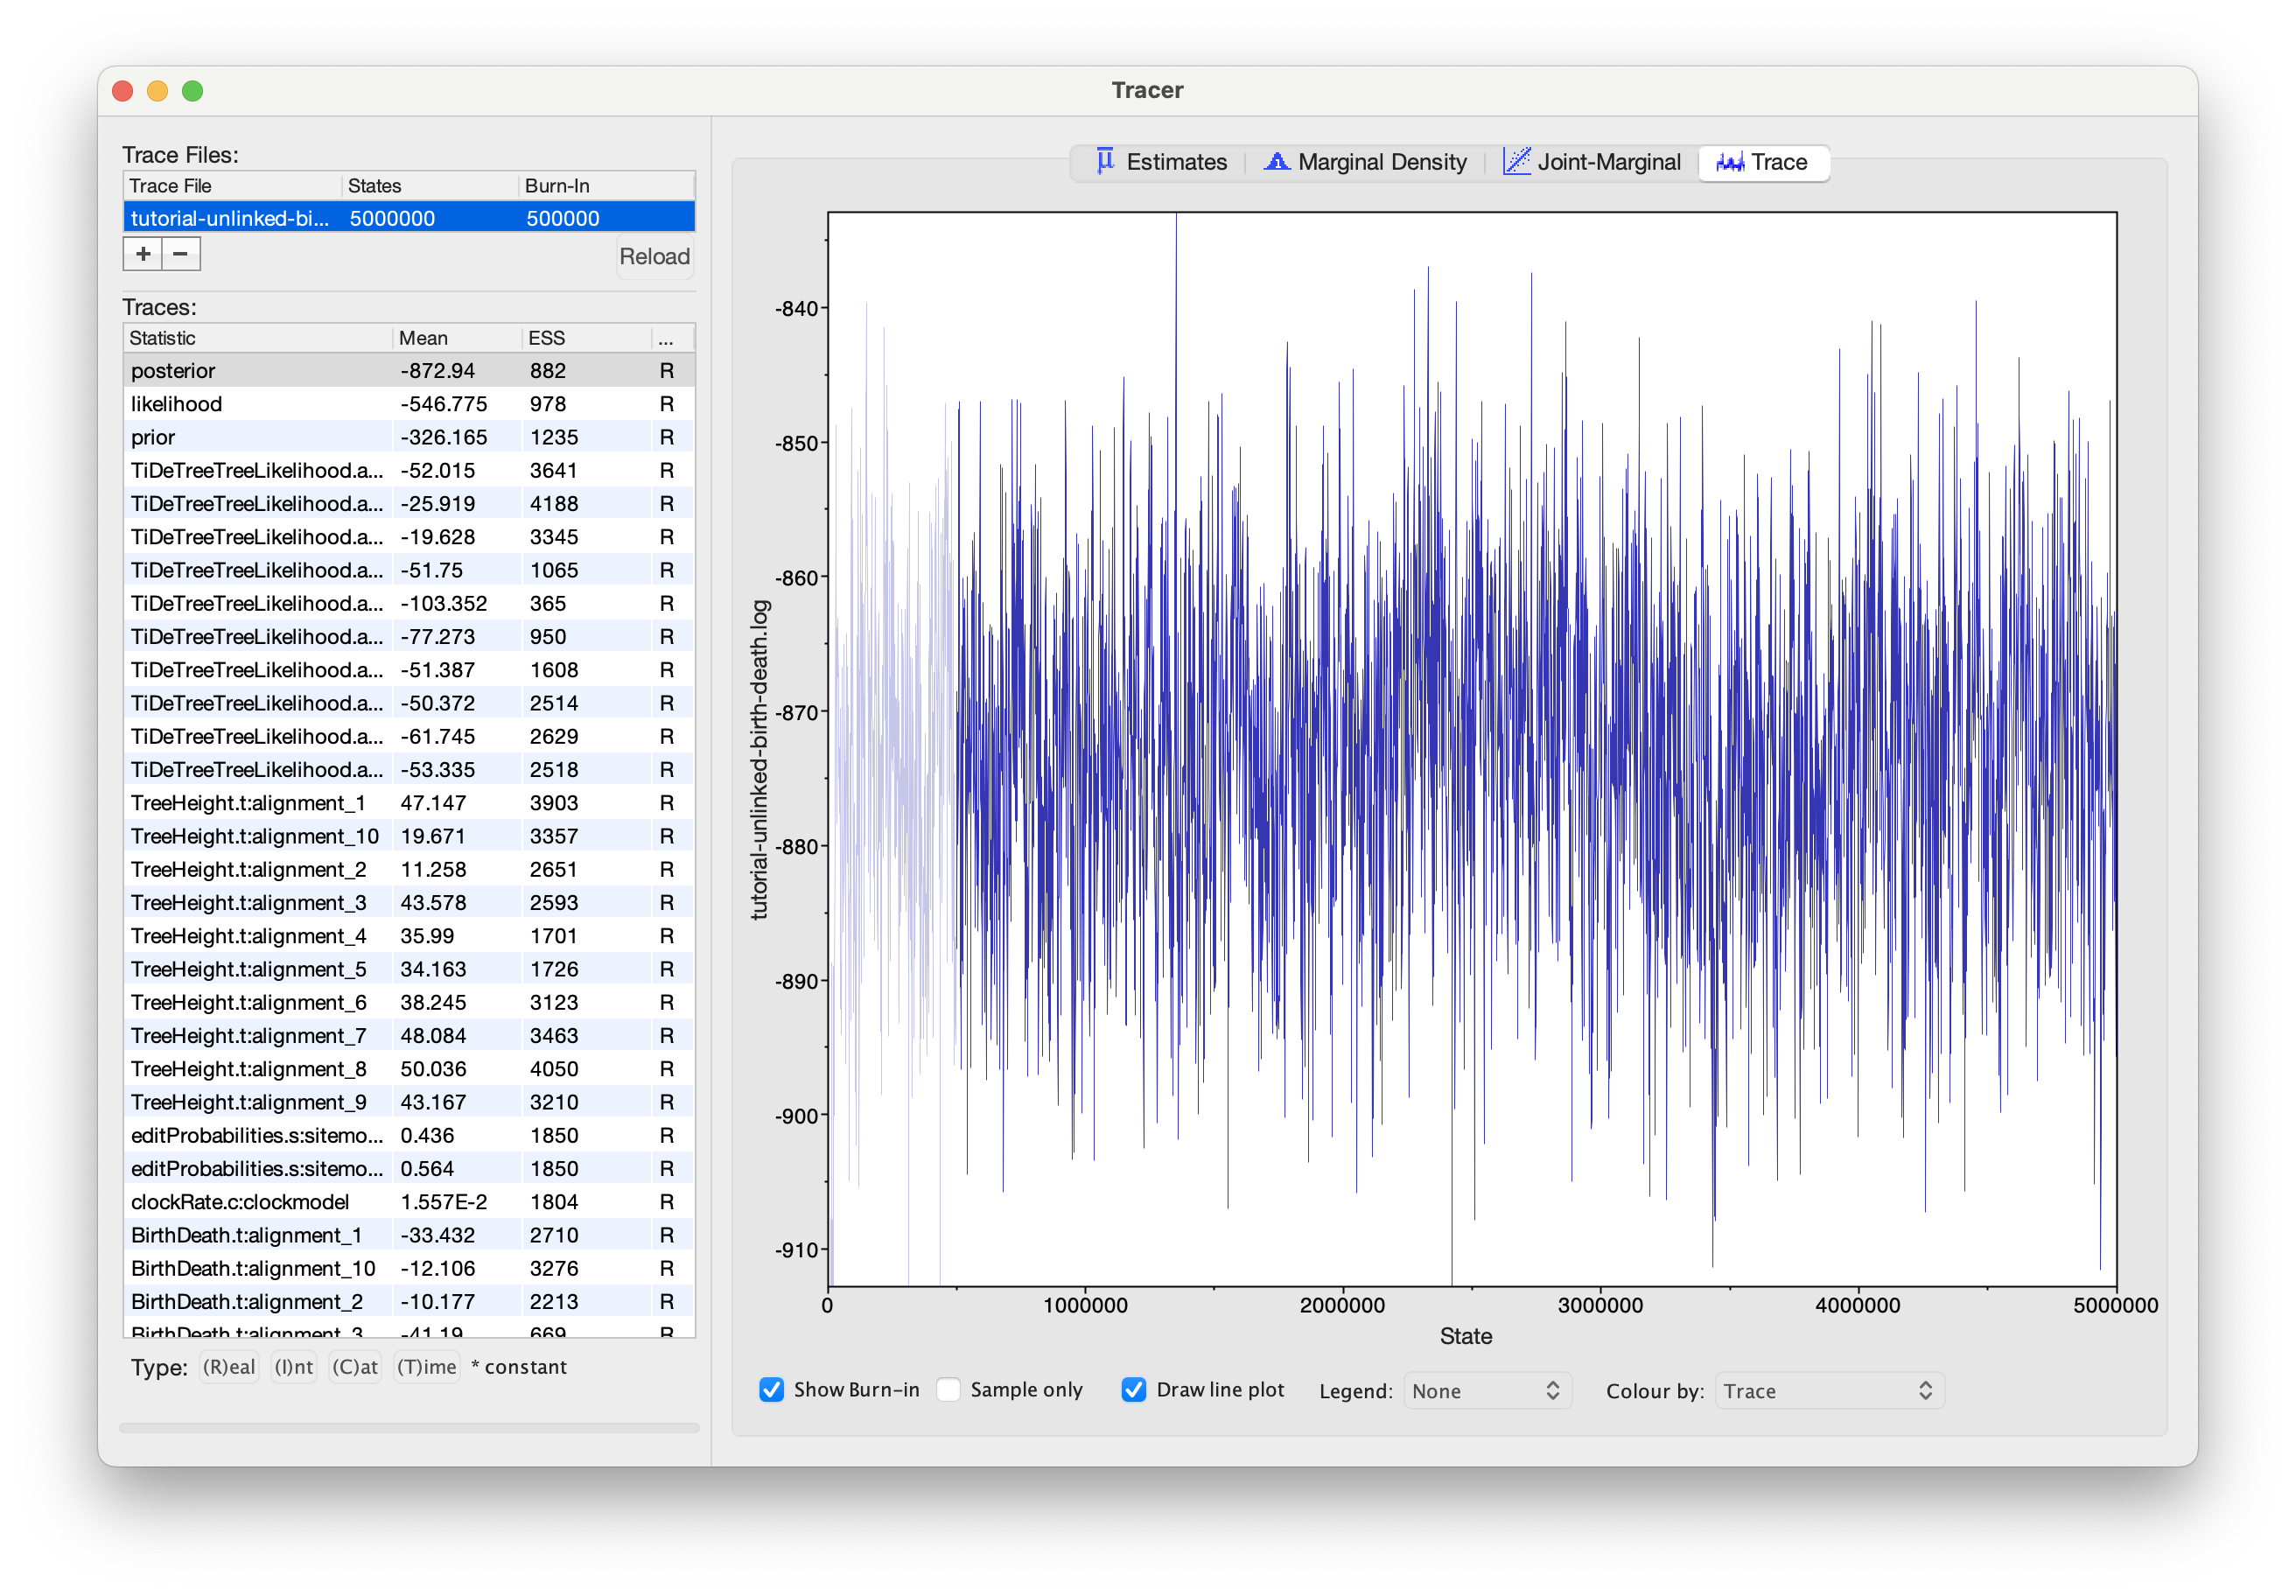 Tracer
Trace Files:
Trace File States Burn-In
tutorial-unlinked-bi... 5000000 500000
+ −
Reload
Traces:
Statistic Mean ESS ...
posterior -872.94 882 R
likelihood -546.775 978 R
prior -326.165 1235 R
TiDeTreeTreeLikelihood.a... -52.015 3641 R
TiDeTreeTreeLikelihood.a... -25.919 4188 R
TiDeTreeTreeLikelihood.a... -19.628 3345 R
TiDeTreeTreeLikelihood.a... -51.75 1065 R
TiDeTreeTreeLikelihood.a... -103.352 365 R
TiDeTreeTreeLikelihood.a... -77.273 950 R
TiDeTreeTreeLikelihood.a... -51.387 1608 R
TiDeTreeTreeLikelihood.a... -50.372 2514 R
TiDeTreeTreeLikelihood.a... -61.745 2629 R
TiDeTreeTreeLikelihood.a... -53.335 2518 R
TreeHeight.t:alignment_1 47.147 3903 R
TreeHeight.t:alignment_10 19.671 3357 R
TreeHeight.t:alignment_2 11.258 2651 R
TreeHeight.t:alignment_3 43.578 2593 R
TreeHeight.t:alignment_4 35.99 1701 R
TreeHeight.t:alignment_5 34.163 1726 R
TreeHeight.t:alignment_6 38.245 3123 R
TreeHeight.t:alignment_7 48.084 3463 R
TreeHeight.t:alignment_8 50.036 4050 R
TreeHeight.t:alignment_9 43.167 3210 R
editProbabilities.s:sitemo... 0.436 1850 R
editProbabilities.s:sitemo... 0.564 1850 R
clockRate.c:clockmodel 1.557E-2 1804 R
BirthDeath.t:alignment_1 -33.432 2710 R
BirthDeath.t:alignment_10 -12.106 3276 R
BirthDeath.t:alignment_2 -10.177 2213 R
BirthDeath.t:alignment_3 -41.19 669 R
Type: (R)eal (I)nt (C)at (T)ime * constant
Estimates Marginal Density Joint-Marginal Trace
tutorial-unlinked-birth-death.log
-840
-850
-860
-870
-880
-890
-900
-910
0 1000000 2000000 3000000 4000000 5000000
State
Show Burn-in Sample only Draw line plot Legend: None Colour by: Trace